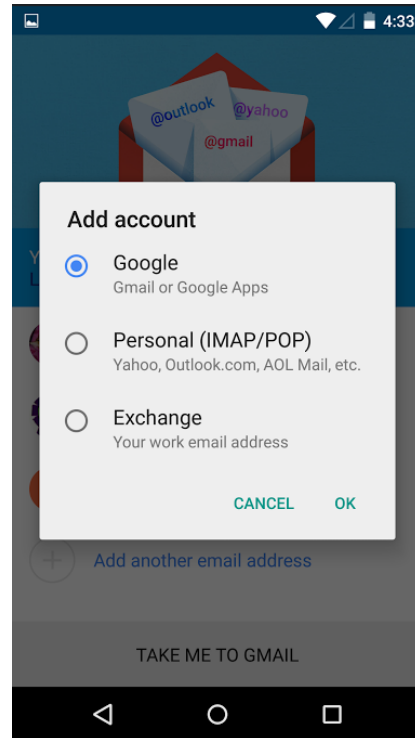 4:33
@outlook
@yahoo
@gmail
Add account
Google
Gmail or Google Apps
Personal (IMAP/POP)
Yahoo, Outlook.com, AOL Mail, etc.
Exchange
Your work email address
CANCEL OK
Add another email address
TAKE ME TO GMAIL